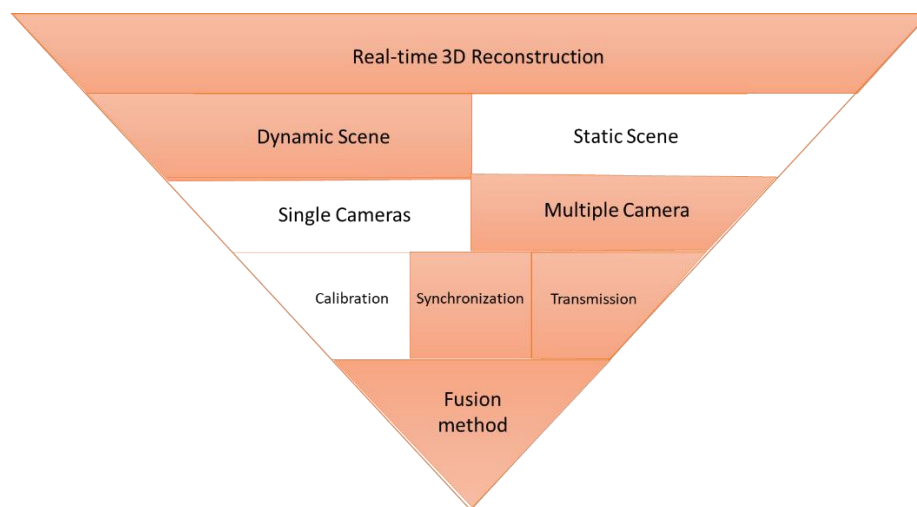 Real-time 3D Reconstruction
Dynamic Scene
Static Scene
Single Cameras
Multiple Camera
Calibration
Synchronization
Transmission
Fusion
method